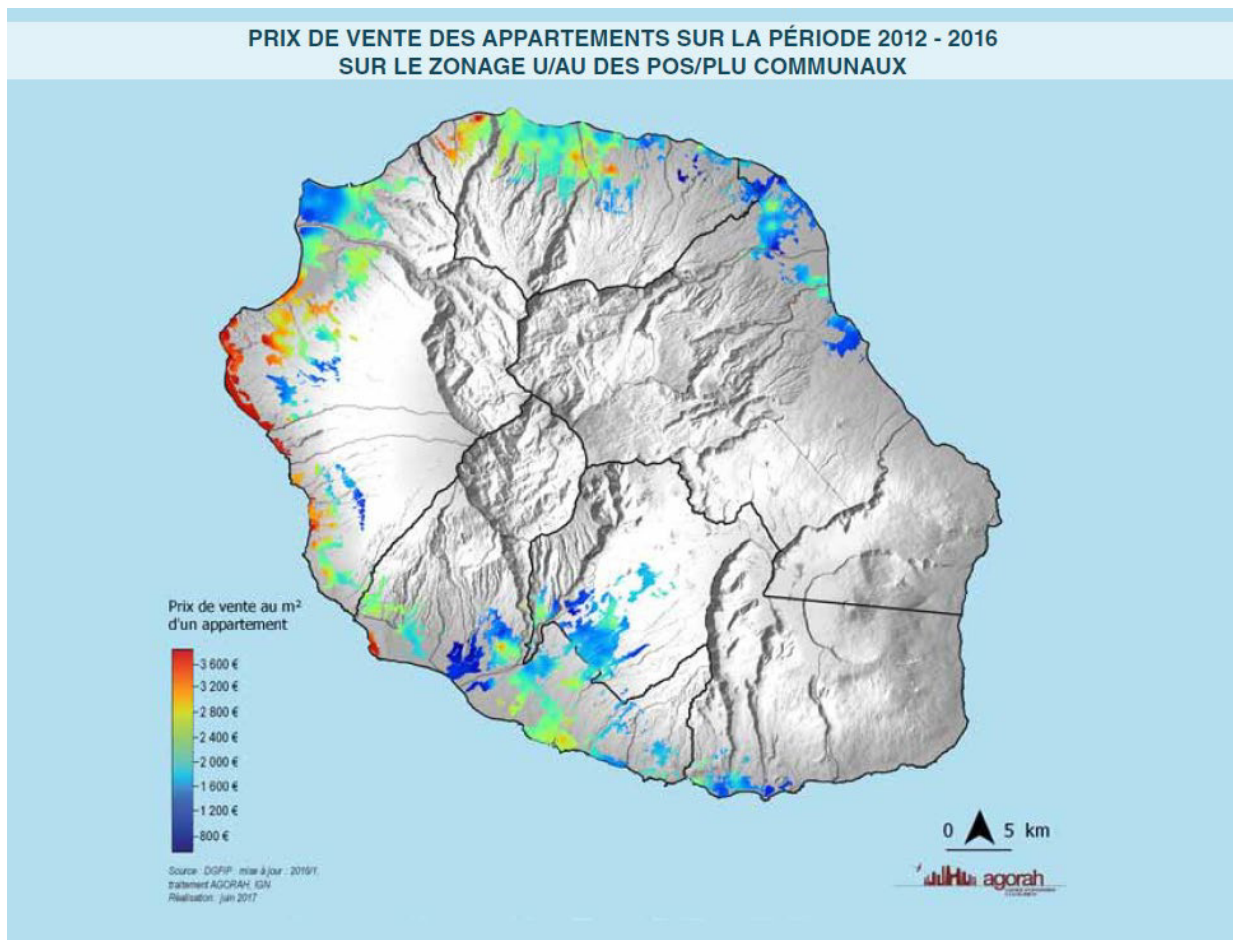 PRIX DE VENTE DES APPARTEMENTS SUR LA PÉRIODE 2012 - 2016
SUR LE ZONAGE U/AU DES POS/PLU COMMUNAUX
Prix de vente au m²
d'un appartement
3 600 €
3 200 €
2 800 €
2 400 €
2 000 €
1 600 €
1 200 €
800 €
Source : DGFIP : mise à jour : 2016/1,
traitement AGORAH, IGN
Réalisation : juin 2017
0 5 km
agorah